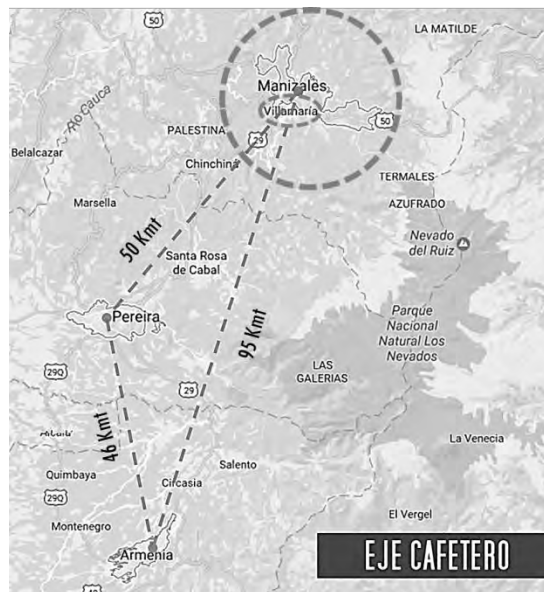 50
LA MATILDE
Manizales
Villamaría
50
Río Cauca
PALESTINA
29
Belalcazar
Chinchiná
TERMALES
Marsella
AZUFRADO
50 Kmt
Nevado
del Ruiz
Santa Rosa
de Cabal
Pereira
95 Kmt
Parque
Nacional
Natural Los
Nevados
LAS
GALERIAS
29Q
29
46 Kmt
La Venecia
Salento
Quimbaya
Circasia
29Q
El Vergel
Montenegro
Armenia
EJE CAFETERO